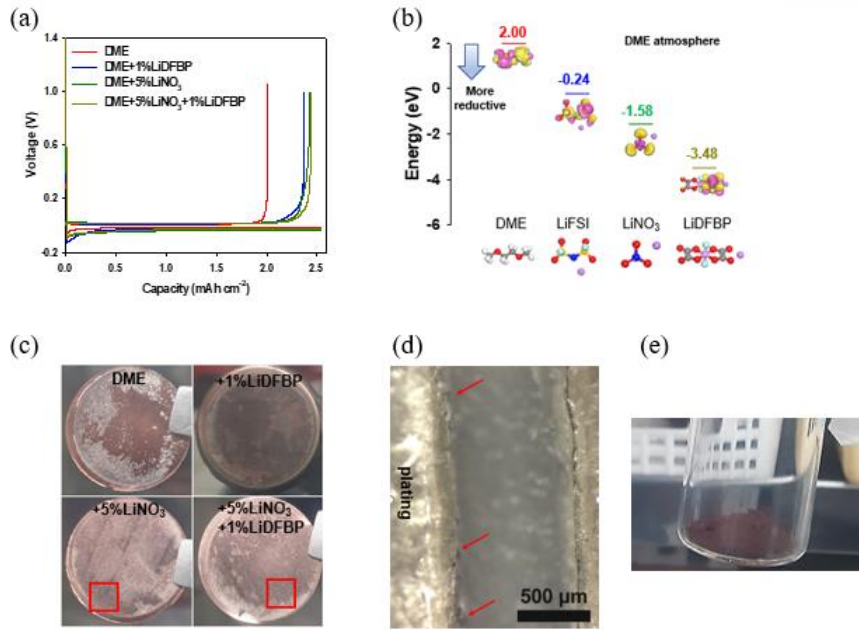 (a)
1.4
1.0
0.6
0.2
-0.2
Voltage (V)
DME
DME+1%LiDFBP
DME+5%LiNO₃
DME+5%LiNO₃+1%LiDFBP
0.0 0.5 1.0 1.5 2.0 2.5
Capacity (mAh cm⁻²)
(b)
2
0
-2
-4
-6
Energy (eV)
More
reductive
2.00
DME atmosphere
-0.24
-1.58
-3.48
DME LiFSI LiNO₃ LiDFBP
(c)
DME
+1%LiDFBP
+5%LiNO₃
+5%LiNO₃
+1%LiDFBP
(d)
plating
500 µm
(e)